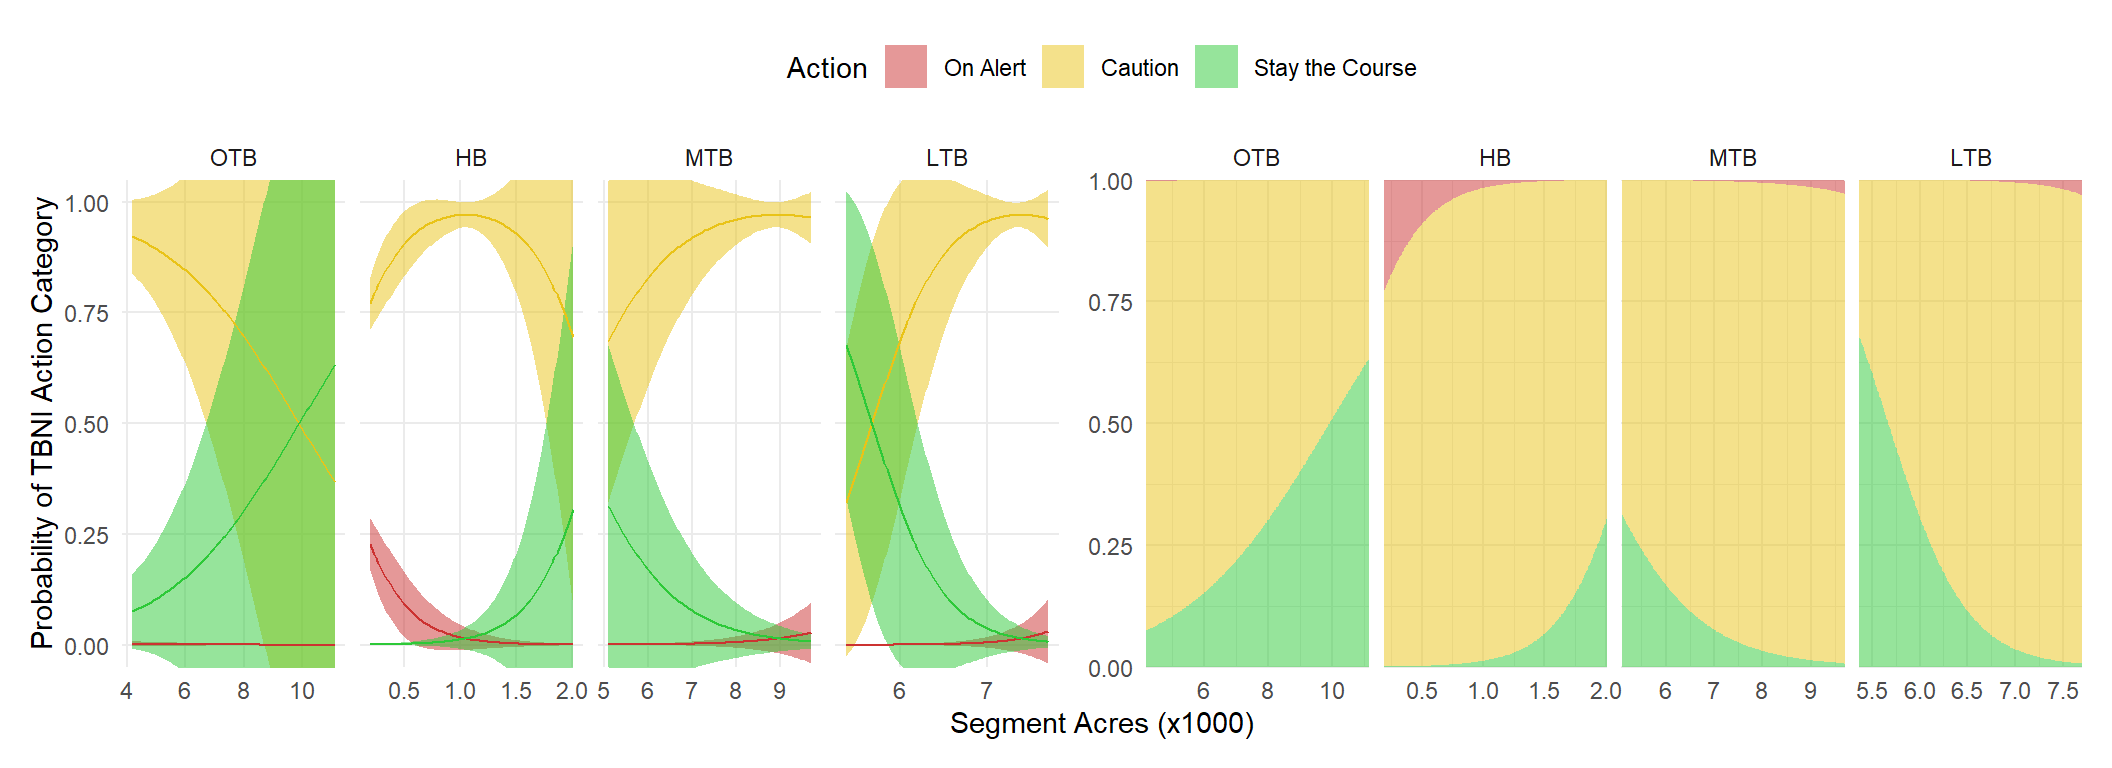 Action On Alert Caution Stay the Course
OTB HB MTB LTB OTB HB MTB LTB
Probability of TBNI Action Category
1.00
0.75
0.50
0.25
0.00
1.00
0.75
0.50
0.25
0.00
4 6 8 10 0.5 1.0 1.5 2.0 5 6 7 8 9 6 7 6 8 10 0.5 1.0 1.5 2.0 6 7 8 9 5.5 6.0 6.5 7.0 7.5
Segment Acres (x1000)